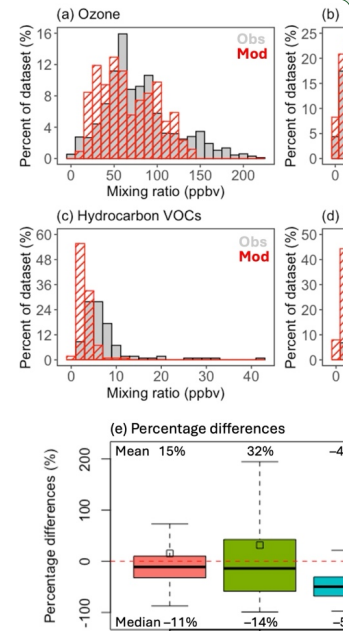 (a) Ozone
(b)
Obs
Mod
Percent of dataset (%)
16
12
8
4
0
0 50 100 150 200
Mixing ratio (ppbv)
Percent of dataset (%)
25
20
15
10
5
0
0
(c) Hydrocarbon VOCs
(d)
Obs
Mod
Percent of dataset (%)
60
48
36
24
12
0
0 10 20 30 40
Mixing ratio (ppbv)
Percent of dataset (%)
50
40
30
20
10
0
0
(e) Percentage differences
Percentage differences (%)
200
100
0
-100
Mean 15% 32% −4
Median −11% −14%